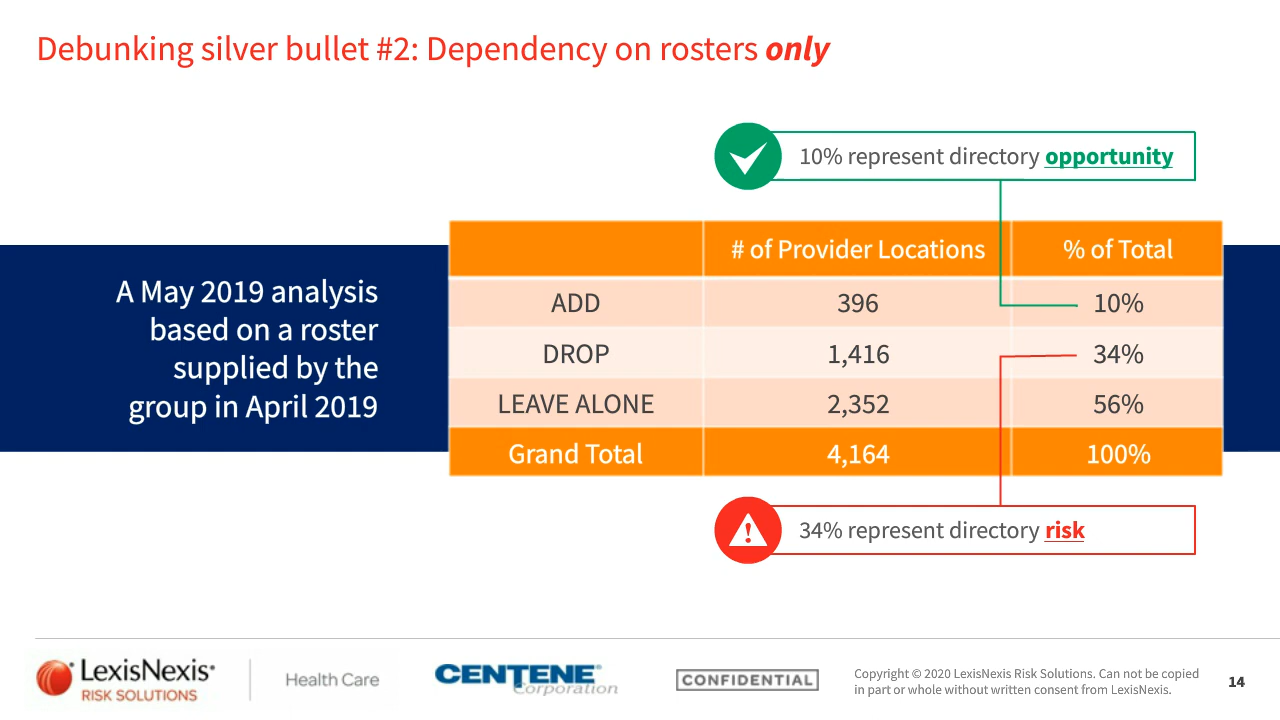 Debunking silver bullet #2: Dependency on rosters only
10% represent directory opportunity
A May 2019 analysis
based on a roster
supplied by the
group in April 2019
# of Provider Locations % of Total
ADD 396 10%
DROP 1,416 34%
LEAVE ALONE 2,352 56%
Grand Total 4,164 100%
34% represent directory risk
LexisNexis®
RISK SOLUTIONS
Health Care
CENTENE®
Corporation
CONFIDENTIAL
Copyright © 2020 LexisNexis Risk Solutions. Can not be copied
in part or whole without written consent from LexisNexis.
14